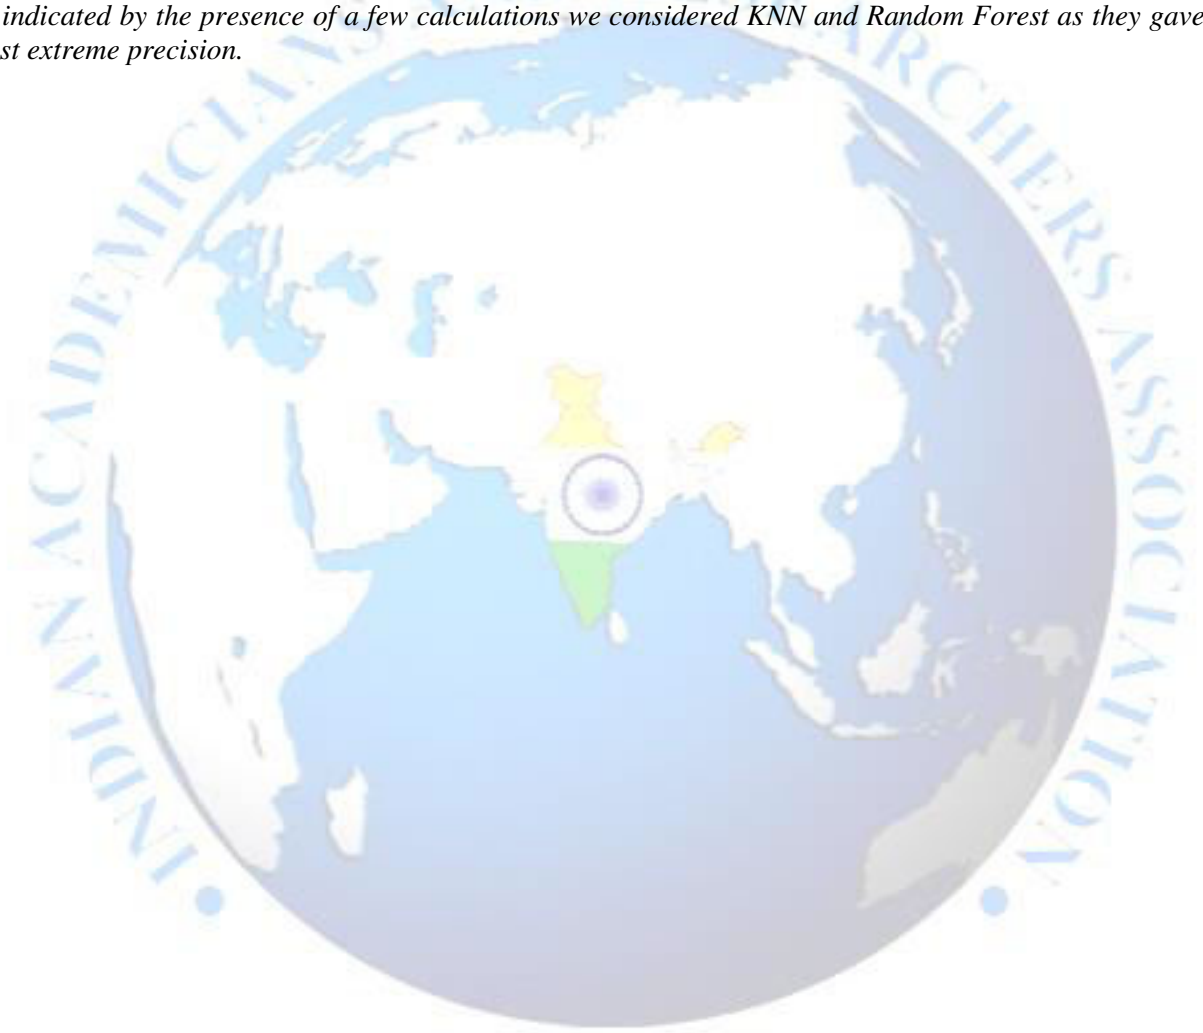 indicated by the presence of a few calculations we considered KNN and Random Forest as they gave
st extreme precision.
INDIAN ACADEMICIANS
ARCHERS ASSOCIATION